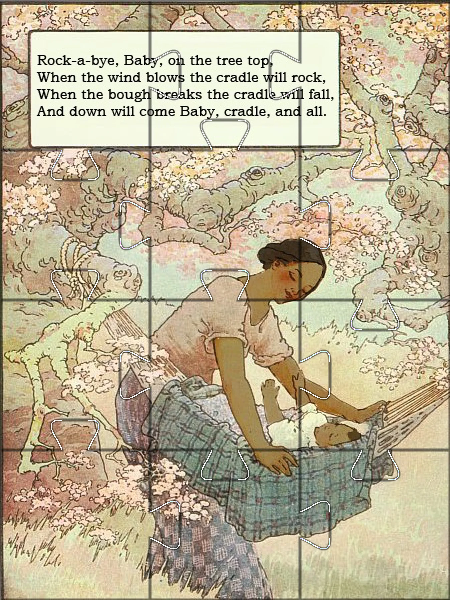 Rock-a-bye, Baby, on the tree top,
When the wind blows the cradle will rock,
When the bough breaks the cradle will fall,
And down will come Baby, cradle, and all.